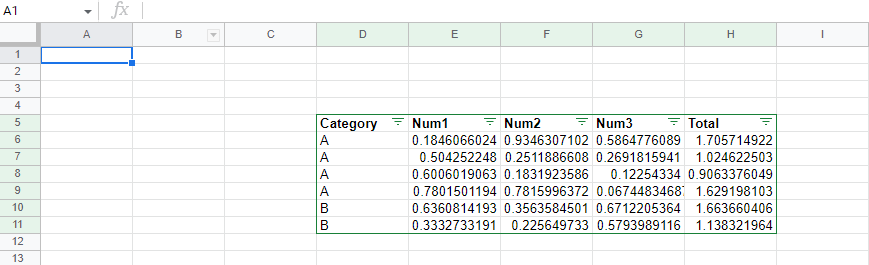 A1 fx
A B C D E F G H I
1
2
3
4
5 Category Num1 Num2 Num3 Total
6 A 0.1846066024 0.9346307102 0.5864776089 1.705714922
7 A 0.504252248 0.2511886608 0.2691815941 1.024622503
8 A 0.6006019063 0.1831923586 0.12254334 0.9063376049
9 A 0.7801501194 0.7815996372 0.0674483468 1.629198103
10 B 0.6360814193 0.3563584501 0.6712205364 1.663660406
11 B 0.3332733191 0.225649733 0.5793989116 1.138321964
12
13